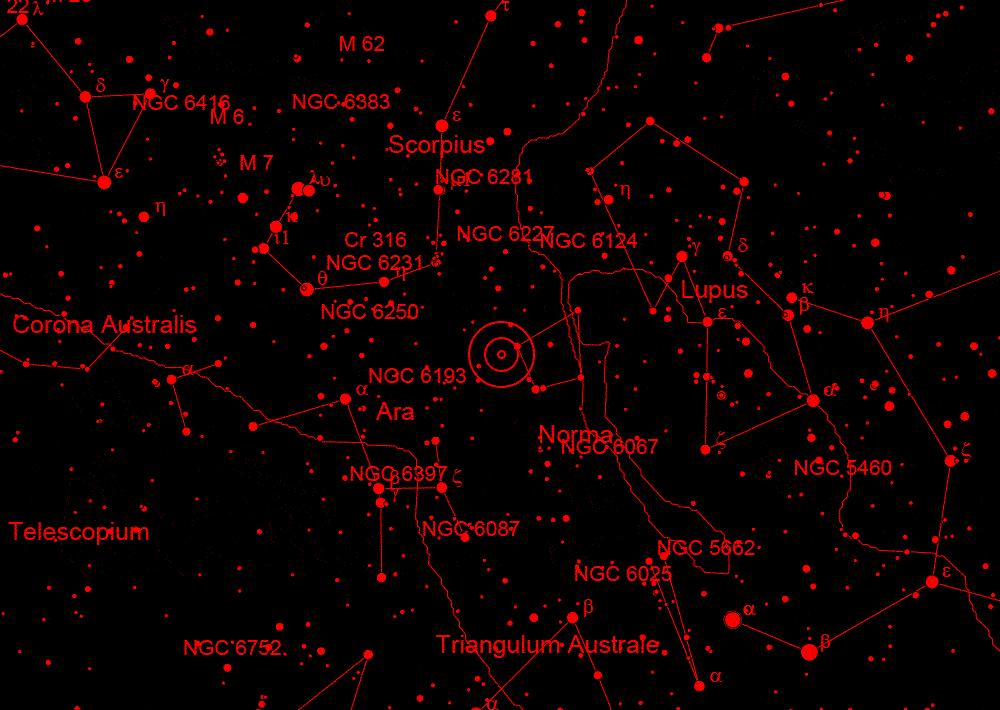 22 λ
τ
M 62
δ
γ
NGC 6416
NGC 6383
M 6
ε
Scorpius
M 7
ε
λυ
NGC 6281
η
κ
η
ι1
Cr 316
NGC 6227
NGC 6124
γ
δ
NGC 6231
η
θ
Lupus
κ
β
NGC 6250
ε
η
Corona Australis
α
NGC 6193
α
α
Ara
Norma
NGC 6067
ζ
ζ
NGC 5460
NGC 6397
β
ζ
γ
Telescopium
NGC 6087
NGC 5662
NGC 6025
ε
β
α
Triangulum Australe
β
NGC 6752
α
α